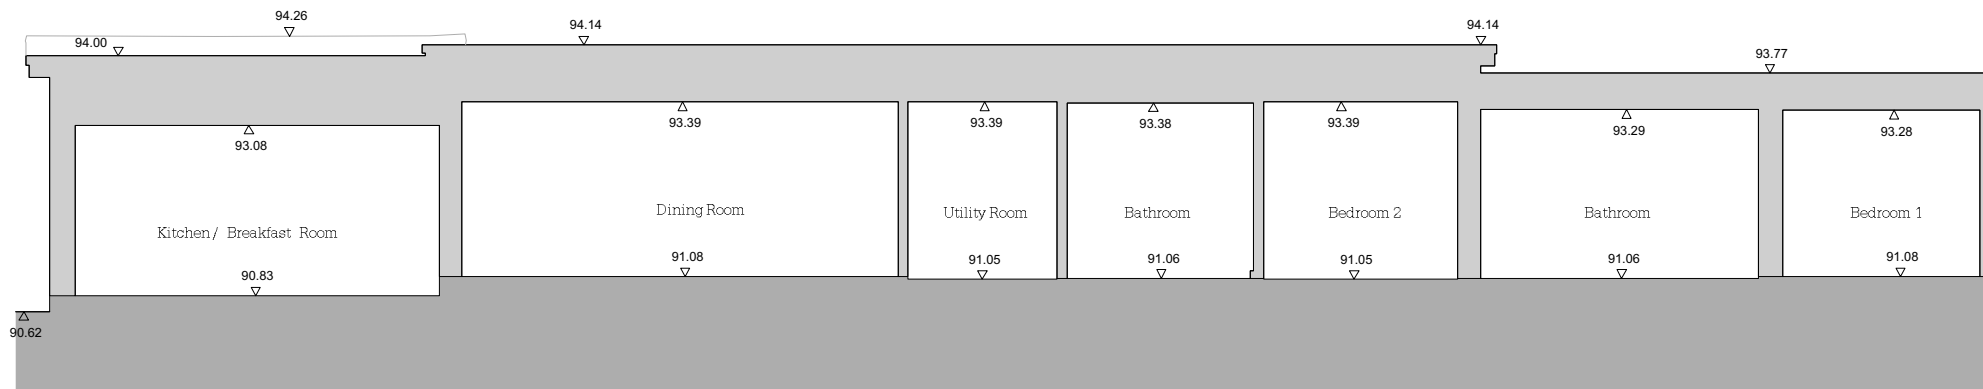 94.26
94.00
94.14
94.14
93.77
93.08
93.39
93.39
93.38
93.39
93.29
93.28
Kitchen/ Breakfast Room
Dining Room
Utility Room
Bathroom
Bedroom 2
Bathroom
Bedroom 1
90.83
91.08
91.05
91.06
91.05
91.06
91.08
90.62